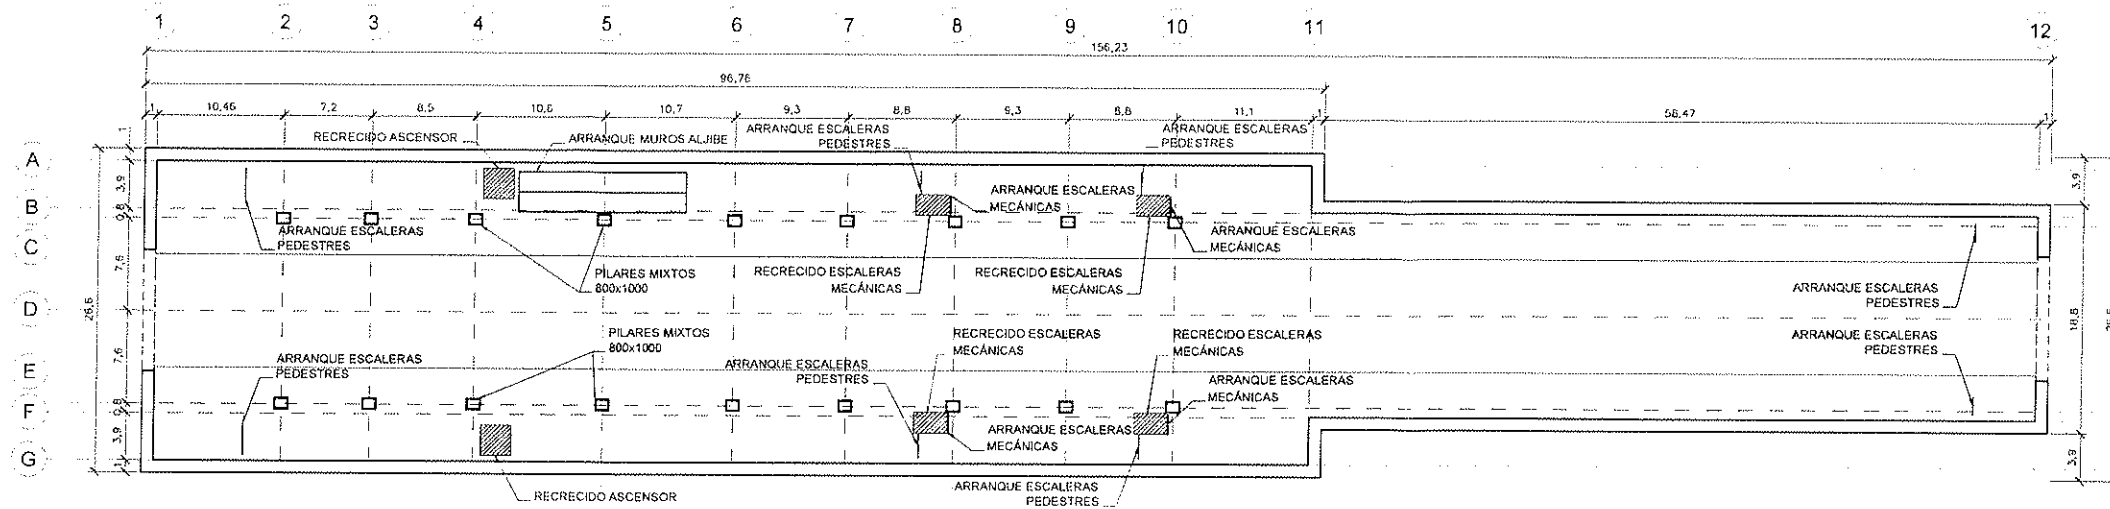 1 2 3 4 5 6 7 8 9 10 11 12
156,23
96,76
1 10,46 7,2 8,5 10,6 10,7 9,3 8,8 9,3 8,8 11,1 1 58,47 1
RECRECIDO ASCENSOR
ARRANQUE MUROS ALJIBE
ARRANQUE ESCALERAS
PEDESTRES
ARRANQUE ESCALERAS
PEDESTRES
A
B
C
D
E
F
G
1
3,9
0,8
7,6
7,6
0,8
3,9
1
26,6
ARRANQUE ESCALERAS
MECÁNICAS
ARRANQUE ESCALERAS
PEDESTRES
ARRANQUE ESCALERAS
MECÁNICAS
PILARES MIXTOS
800x1000
RECRECIDO ESCALERAS
MECÁNICAS
RECRECIDO ESCALERAS
MECÁNICAS
ARRANQUE ESCALERAS
PEDESTRES
PILARES MIXTOS
800x1000
RECRECIDO ESCALERAS
MECÁNICAS
RECRECIDO ESCALERAS
MECÁNICAS
ARRANQUE ESCALERAS
PEDESTRES
ARRANQUE ESCALERAS
PEDESTRES
ARRANQUE ESCALERAS
PEDESTRES
ARRANQUE ESCALERAS
MECÁNICAS
ARRANQUE ESCALERAS
MECÁNICAS
RECRECIDO ASCENSOR
ARRANQUE ESCALERAS
PEDESTRES
3,9
18,8
3,9